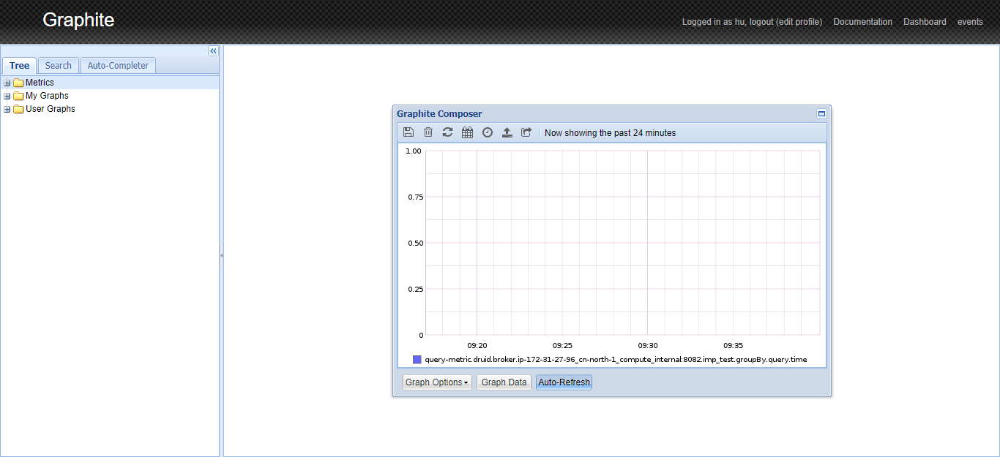 Graphite
Logged in as hu, logout (edit profile) Documentation Dashboard events
Tree Search Auto-Completer
Metrics
My Graphs
User Graphs
Graphite Composer
Now showing the past 24 minutes
1.00
0.75
0.50
0.25
0
09:20 09:25 09:30 09:35
query-metric.druid.broker.ip-172-31-27-96_cn-north-1_compute_internal:8082.imp_test.groupBy.query.time
Graph Options Graph Data Auto-Refresh